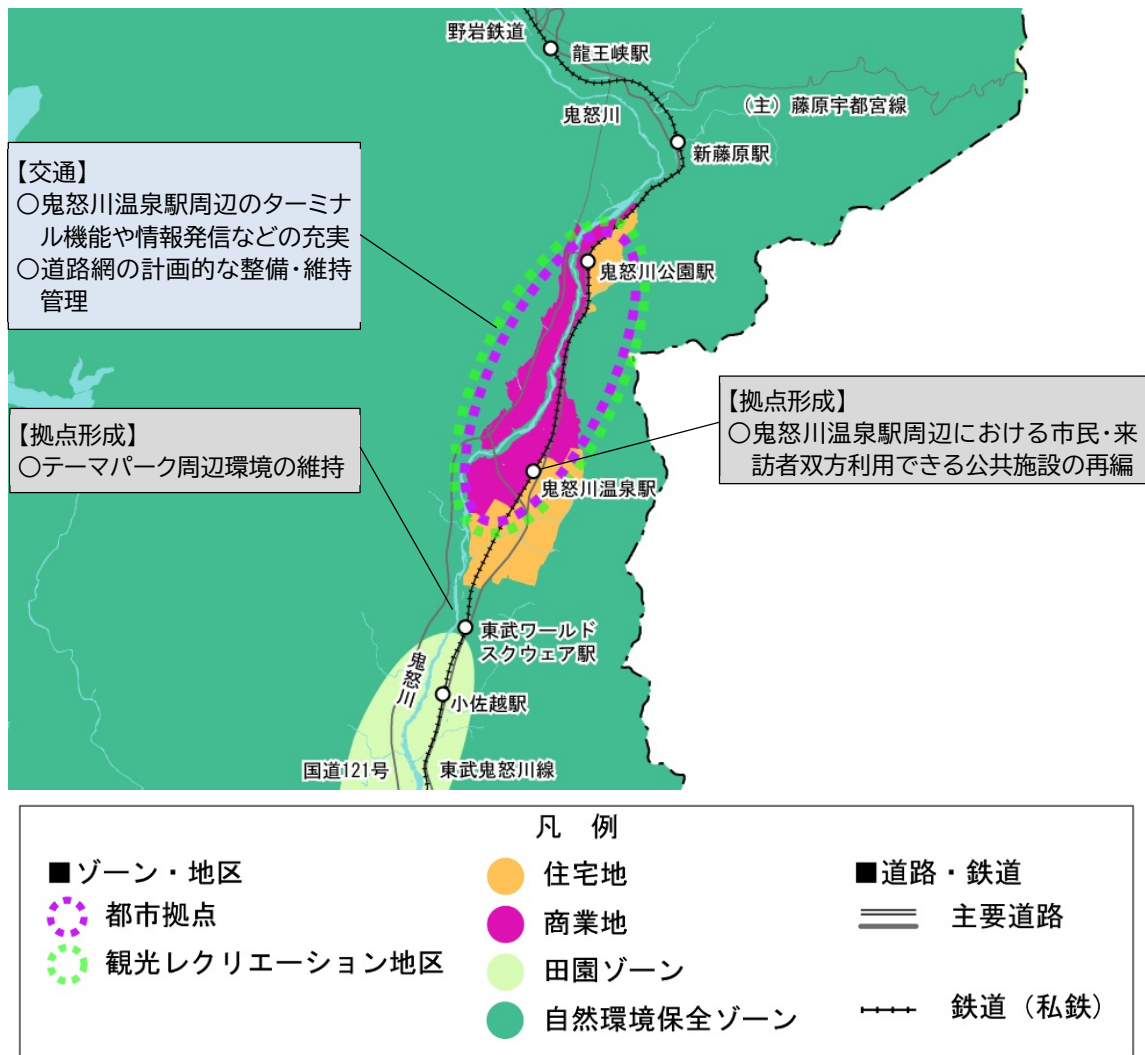 野岩鉄道
龍王峡駅
(主)藤原宇都宮線
鬼怒川
新藤原駅
【交通】
○鬼怒川温泉駅周辺のターミナ
ル機能や情報発信などの充実
○道路網の計画的な整備・維持
管理
鬼怒川公園駅
【拠点形成】
○テーマパーク周辺環境の維持
【拠点形成】
○鬼怒川温泉駅周辺における市民・来
訪者双方利用できる公共施設の再編
鬼怒川温泉駅
東武ワールド
スクウェア駅
鬼怒川
小佐越駅
国道121号
東武鬼怒川線
凡 例
■ゾーン・地区
都市拠点
観光レクリエーション地区
住宅地
商業地
田園ゾーン
自然環境保全ゾーン
■道路・鉄道
主要道路
鉄道(私鉄)